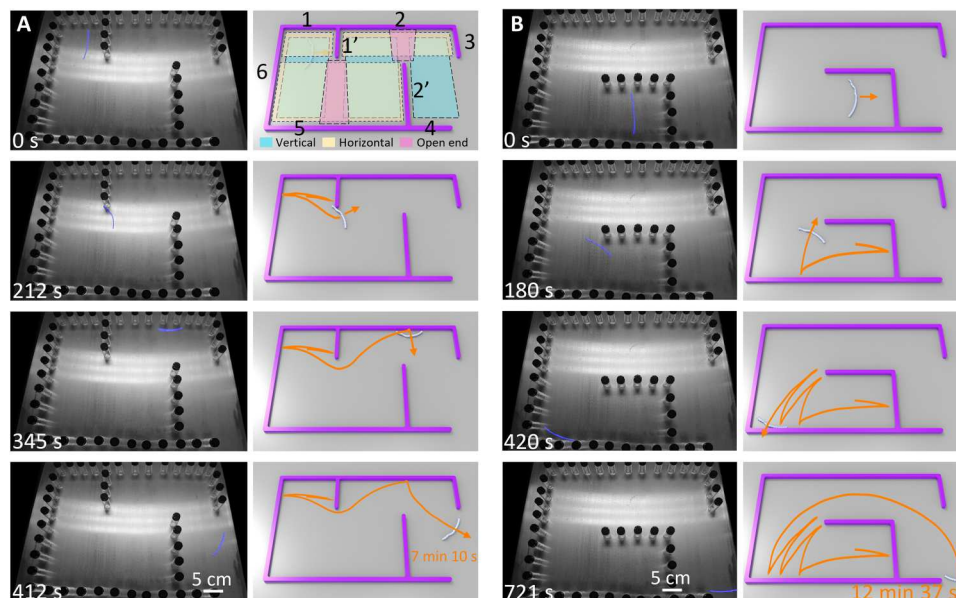 A
0 s
1
2
3
1'
6
2'
5
4
Vertical
Horizontal
Open end
212 s
345 s
412 s
5 cm
7 min 10 s
B
0 s
180 s
420 s
721 s
5 cm
12 min 37 s